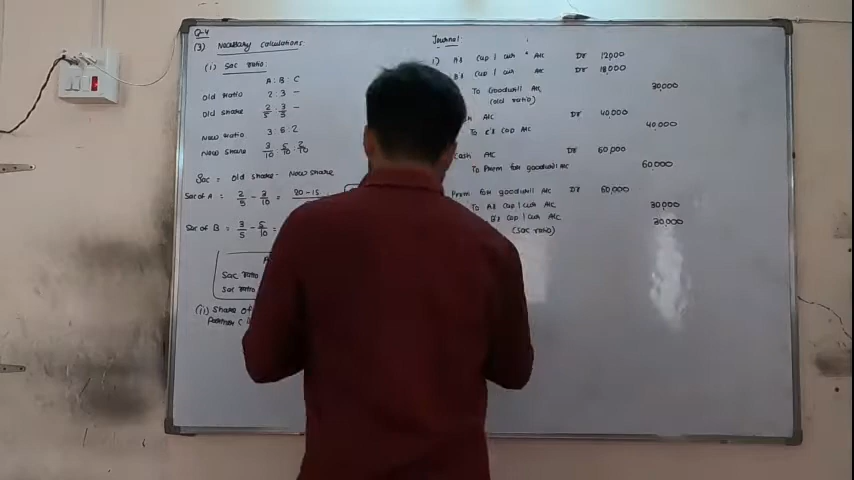 Q-4
(3) Necessary calculations
(i) Sac ratio:
A : B : C
Old ratio 2 : 3 -
Old share 2/5 : 3/5 -
New ratio 3 : 5 : 2
New share 3/10 5/10 2/10
Sac = Old share - New share
Sac of A = 2/5 - 3/10 = 20-15
Sac of B = 3/5 - 5/10 =
A
Sac ratio
Sac ratio
(ii) Share of
Partner (
Journal
1) A's cap / cur A/c Dr 12,000
B's cap / cur A/c Dr 18,000
To Goodwill A/c 30,000
(old ratio)
A/c Dr 40,000
To C's cap A/c 40,000
Cash A/c Dr 60,000
To Prem for goodwill A/c 60,000
Prem for goodwill A/c Dr 60,000
To A's cap / cur A/c 30,000
B's cap / cur A/c 30,000
(sac ratio)